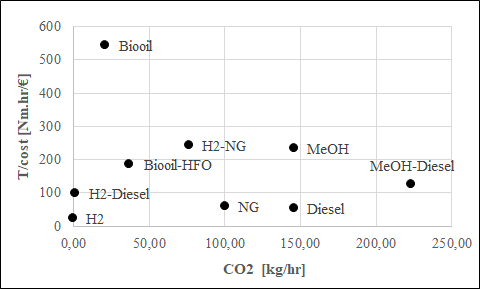 600
Biooil
500
T/cost [Nm.hr/€]
400
300
H2-NG
MeOH
MeOH-Diesel
200
Biooil-HFO
H2-Diesel
100
NG
Diesel
H2
0
0,00
50,00
100,00
150,00
200,00
250,00
CO2 [kg/hr]